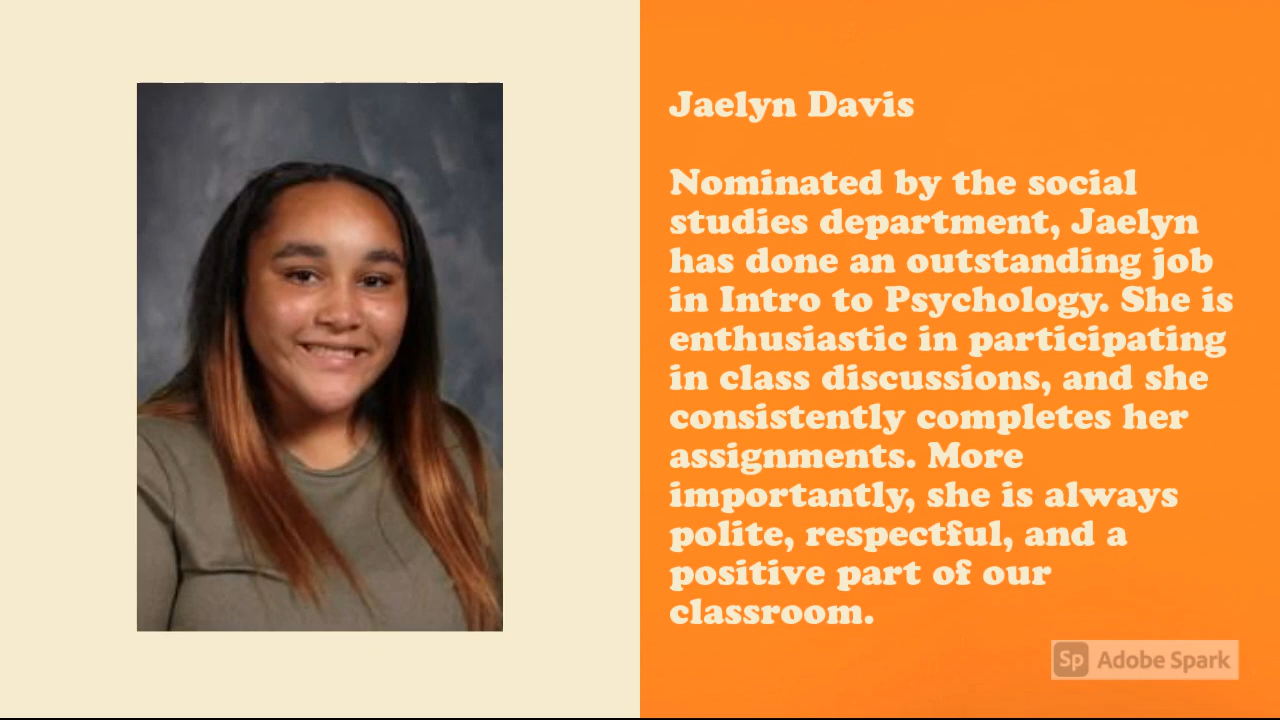 Jaelyn Davis
Nominated by the social
studies department, Jaelyn
has done an outstanding job
in Intro to Psychology. She is
enthusiastic in participating
in class discussions, and she
consistently completes her
assignments. More
importantly, she is always
polite, respectful, and a
positive part of our
classroom.
Sp Adobe Spark